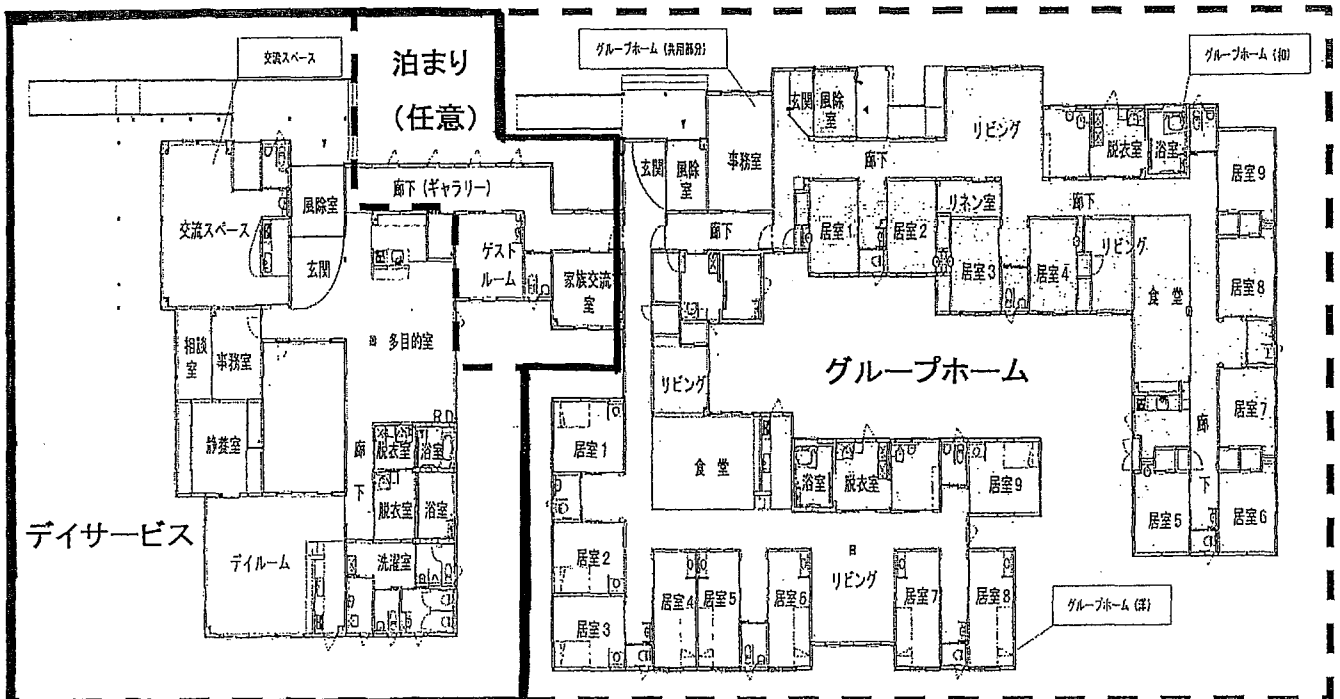 交流スペース
泊まり
(任意)
グループホーム (共用部分)
グループホーム (和)
玄関
風除室
リビング
脱衣室
浴室
事務室
廊下
玄関
風除室
廊下 (ギャラリー)
風除室
交流スペース
玄関
ゲストルーム
家族交流室
廊下
居室1
居室2
リネン室
居室3
居室4
リビング
廊下
居室9
居室8
食堂
相談室
事務室
多目的室
リビング
グループホーム
居室7
廊下
静養室
廊下
脱衣室
浴室
居室1
食堂
浴室
脱衣室
居室9
居室5
居室6
脱衣室
浴室
デイサービス
デイルーム
洗濯室
居室2
居室3
居室4
居室5
居室6
リビング
居室7
居室8
グループホーム (洋)